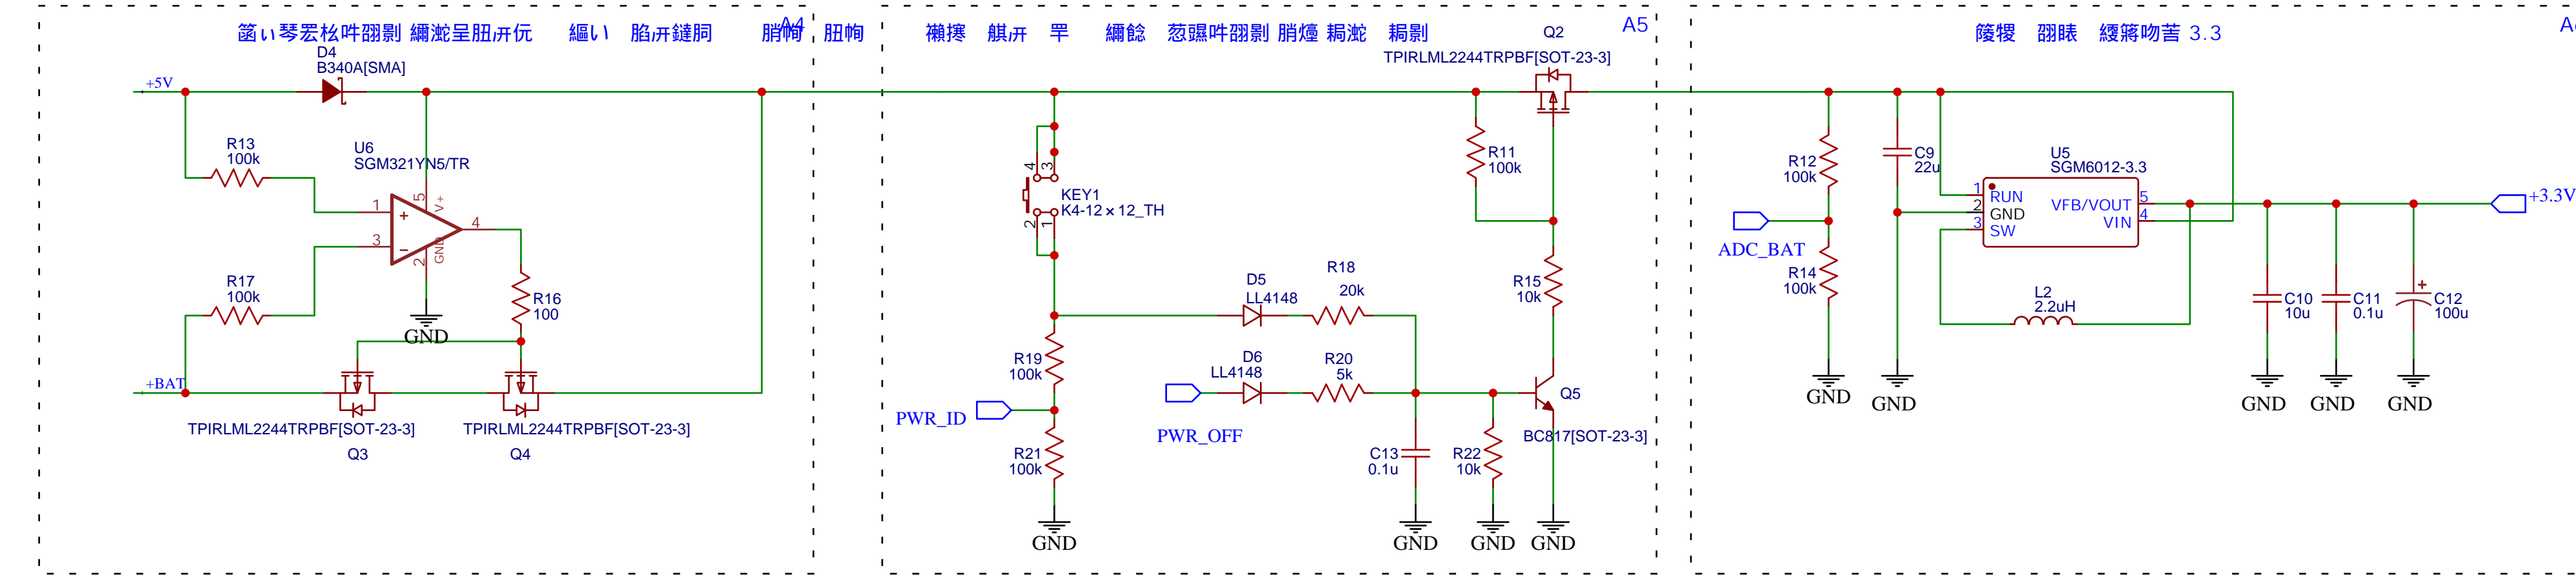 A4
D4
B340A[SMA]
+5V
R13
100k
U6
SGM321YN5/TR
1
3
5
V+
4
2
GND
R17
100k
R16
100
GND
+BAT
TPIRLML2244TRPBF[SOT-23-3]
Q3
TPIRLML2244TRPBF[SOT-23-3]
Q4
A5
Q2
TPIRLML2244TRPBF[SOT-23-3]
R11
100k
4
3
KEY1
K4-12×12_TH
2
1
D5
LL4148
R18
20k
R15
10k
R19
100k
D6
LL4148
R20
5k
Q5
BC817[SOT-23-3]
PWR_ID
PWR_OFF
R21
100k
C13
0.1u
R22
10k
GND
GND
GND
GND
3.3
R12
100k
C9
22u
U5
SGM6012-3.3
1
RUN
2
GND
3
SW
VFB/VOUT
5
VIN
4
+3.3V
ADC_BAT
R14
100k
L2
2.2uH
C10
10u
C11
0.1u
C12
100u
GND
GND
GND
GND
GND